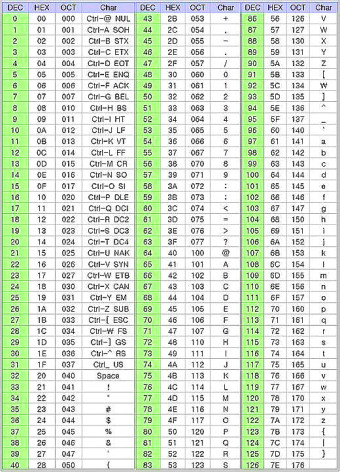 DEC HEX OCT Char DEC HEX OCT Char DEC HEX OCT Char
0 00 000 Ctrl-@ NUL 43 2B 053 + 86 56 126 V
1 01 001 Ctrl-A SOH 44 2C 054 , 87 57 127 W
2 02 002 Ctrl-B STX 45 2D 055 - 88 58 130 X
3 03 003 Ctrl-C ETX 46 2E 056 . 89 59 131 Y
4 04 004 Ctrl-D EOT 47 2F 057 / 90 5A 132 Z
5 05 005 Ctrl-E ENQ 48 30 060 0 91 5B 133 [
6 06 006 Ctrl-F ACK 49 31 061 1 92 5C 134 ₩
7 07 007 Ctrl-G BEL 50 32 062 2 93 5D 135 ]
8 08 010 Ctrl-H BS 51 33 063 3 94 5E 136 ^
9 09 011 Ctrl-I HT 52 34 064 4 95 5F 137 _
10 0A 012 Ctrl-J LF 53 35 065 5 96 60 140 `
11 0B 013 Ctrl-K VT 54 36 066 6 97 61 141 a
12 0C 014 Ctrl-L FF 55 37 067 7 98 62 142 b
13 0D 015 Ctrl-M CR 56 38 070 8 99 63 143 c
14 0E 016 Ctrl-N SO 57 39 071 9 100 64 144 d
15 0F 017 Ctrl-O SI 58 3A 072 : 101 65 145 e
16 10 020 Ctrl-P DLE 59 3B 073 ; 102 66 146 f
17 11 021 Ctrl-Q DCI 60 3C 074 < 103 67 147 g
18 12 022 Ctrl-R DC2 61 3D 075 = 104 68 150 h
19 13 023 Ctrl-S DC3 62 3E 076 > 105 69 151 i
20 14 024 Ctrl-T DC4 63 3F 077 ? 106 6A 152 j
21 15 025 Ctrl-U NAK 64 40 100 @ 107 6B 153 k
22 16 026 Ctrl-V SYN 65 41 101 A 108 6C 154 l
23 17 027 Ctrl-W ETB 66 42 102 B 109 6D 155 m
24 18 030 Ctrl-X CAN 67 43 103 C 110 6E 156 n
25 19 031 Ctrl-Y EM 68 44 104 D 111 6F 157 o
26 1A 032 Ctrl-Z SUB 69 45 105 E 112 70 160 p
27 1B 033 Ctrl-[ ESC 70 46 106 F 113 71 161 q
28 1C 034 Ctrl-₩ FS 71 47 107 G 114 72 162 r
29 1D 035 Ctrl-] GS 72 48 110 H 115 73 163 s
30 1E 036 Ctrl-^ RS 73 49 111 I 116 74 164 t
31 1F 037 Ctrl_ US 74 4A 112 J 117 75 165 u
32 20 040 Space 75 4B 113 K 118 76 166 v
33 21 041 ! 76 4C 114 L 119 77 167 w
34 22 042 " 77 4D 115 M 120 78 170 x
35 23 043 # 78 4E 116 N 121 79 171 y
36 24 044 $ 79 4F 117 O 122 7A 172 z
37 25 045 % 80 50 120 P 123 7B 173 {
38 26 046 & 81 51 121 Q 124 7C 174 |
39 27 047 ' 82 52 122 R 125 7D 175 }
40 28 050 ( 83 53 123 S 126 7E 176